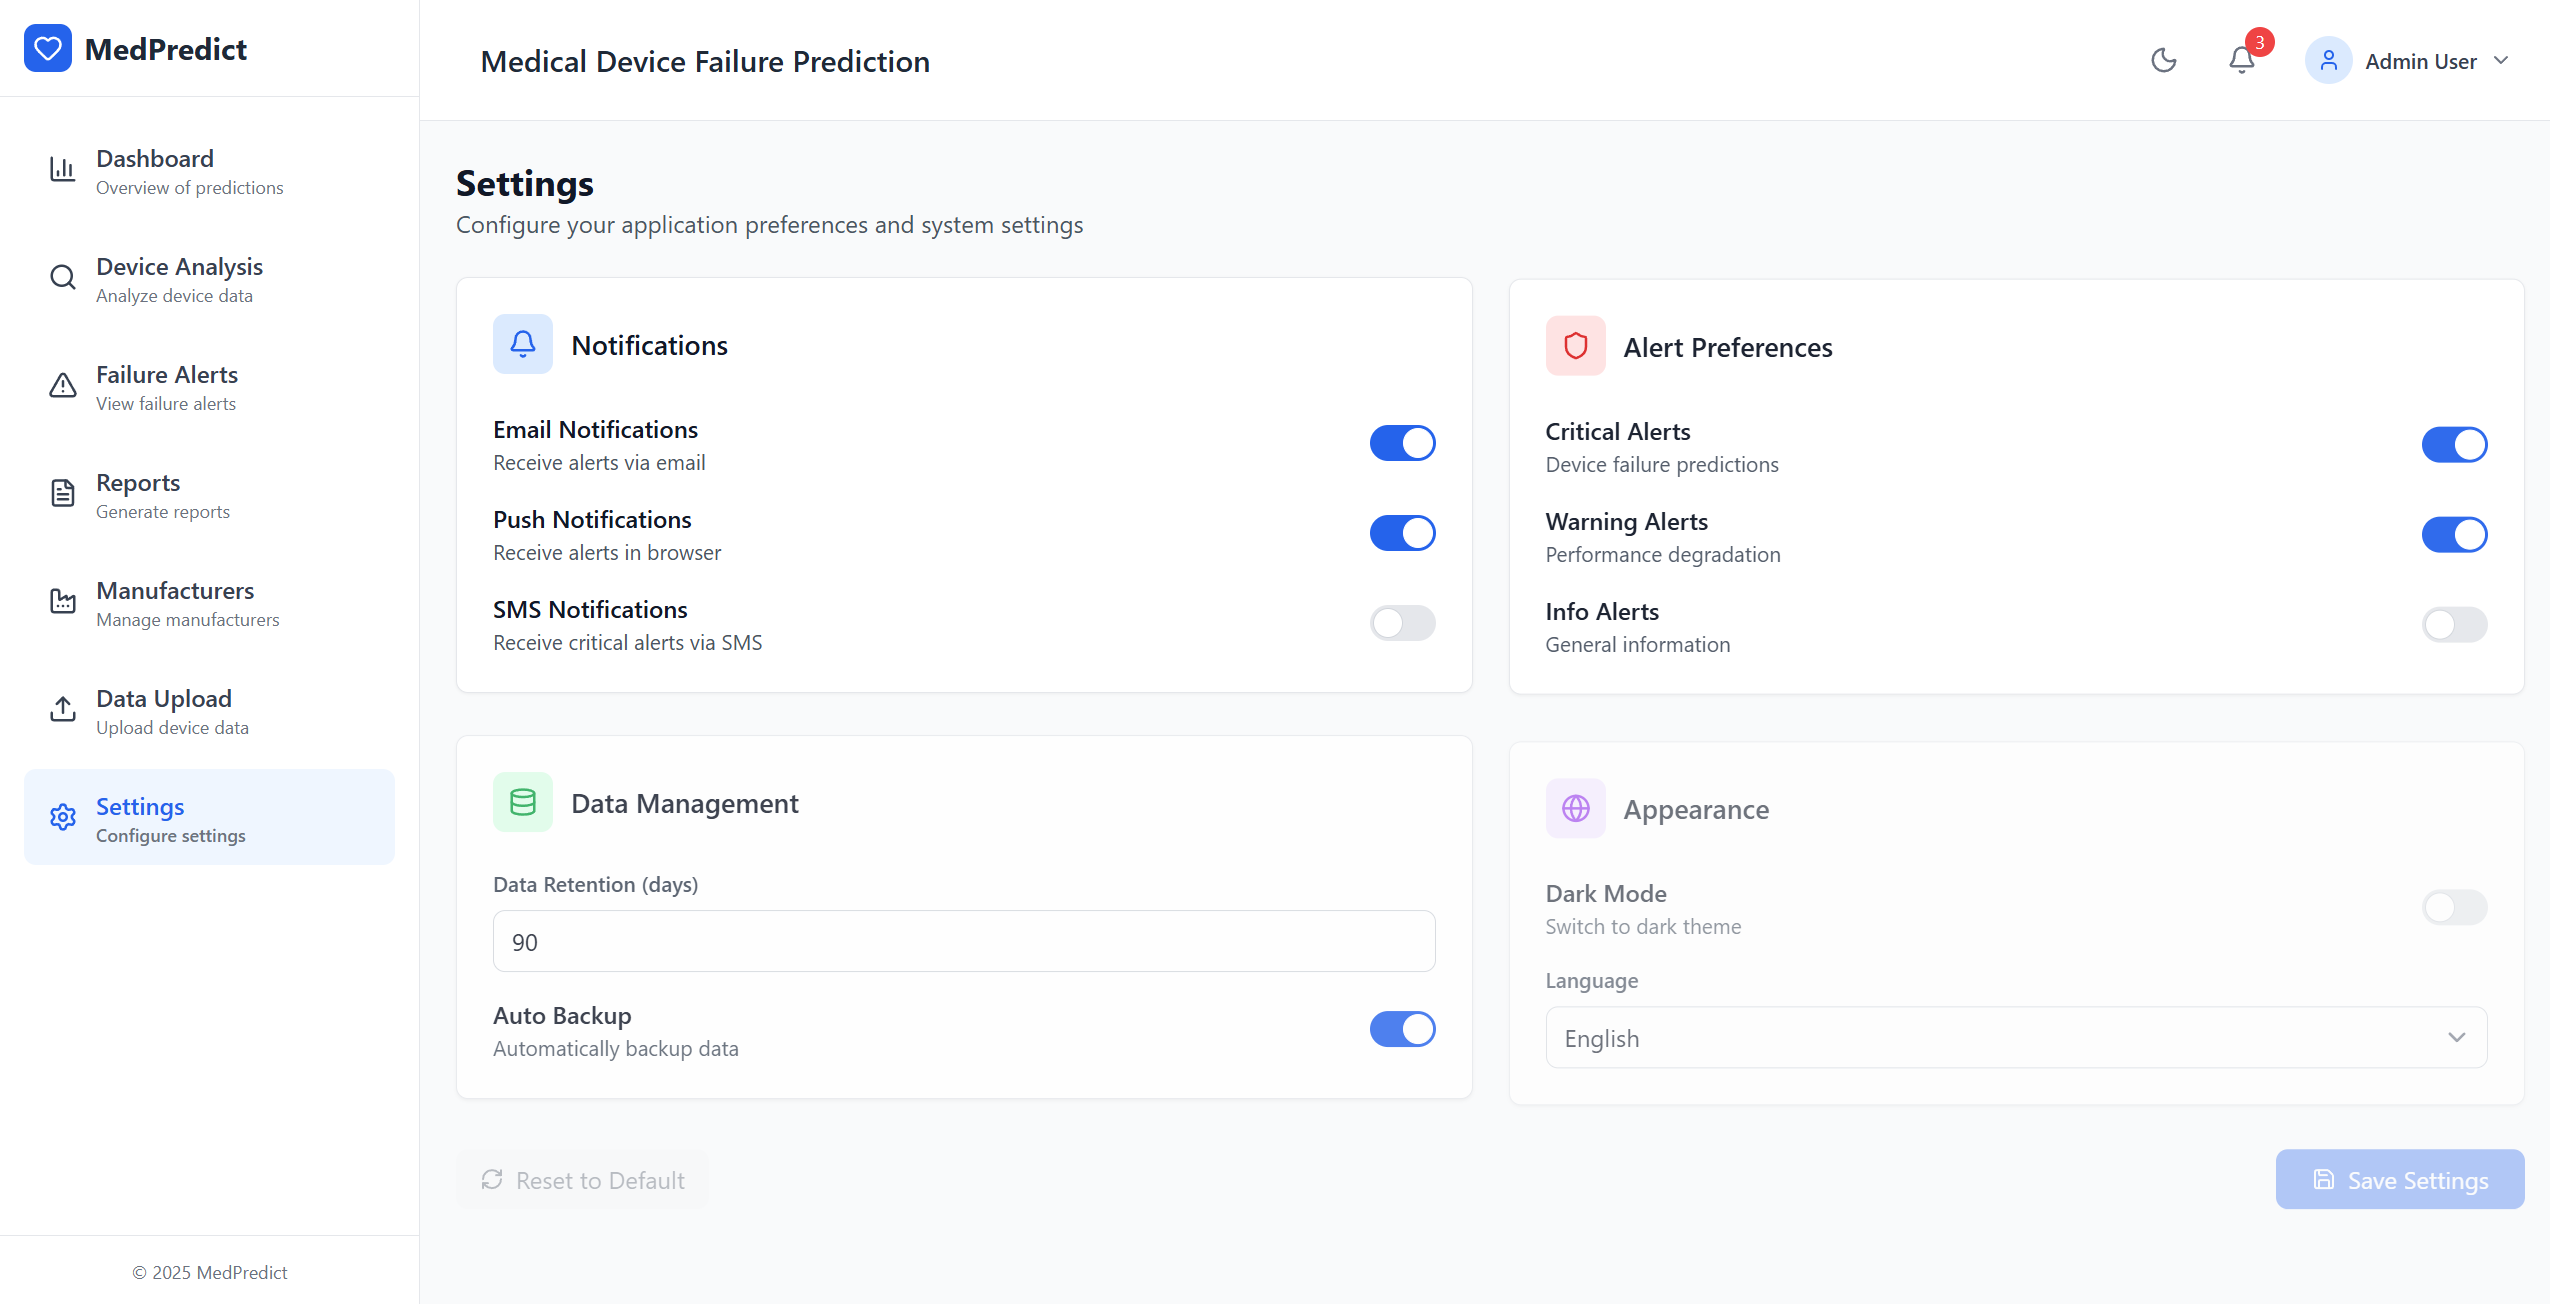 MedPredict
Dashboard
Overview of predictions
Device Analysis
Analyze device data
Failure Alerts
View failure alerts
Reports
Generate reports
Manufacturers
Manage manufacturers
Data Upload
Upload device data
Settings
Configure settings
© 2025 MedPredict
Medical Device Failure Prediction
3
Admin User
Settings
Configure your application preferences and system settings
Notifications
Email Notifications
Receive alerts via email
Push Notifications
Receive alerts in browser
SMS Notifications
Receive critical alerts via SMS
Alert Preferences
Critical Alerts
Device failure predictions
Warning Alerts
Performance degradation
Info Alerts
General information
Data Management
Data Retention (days)
90
Auto Backup
Automatically backup data
Appearance
Dark Mode
Switch to dark theme
Language
English
Reset to Default
Save Settings